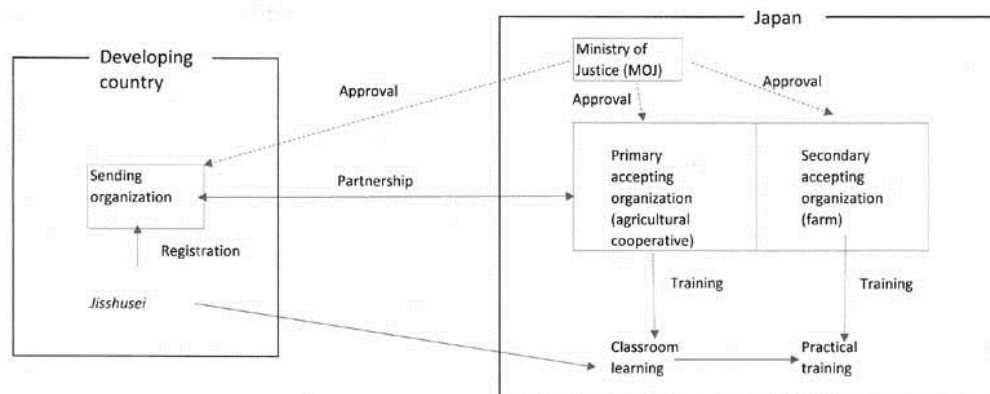 Japan
Developing
country
Ministry of
Justice (MOJ)
Approval
Approval
Approval
Sending
organization
Partnership
Primary
accepting
organization
(agricultural
cooperative)
Secondary
accepting
organization
(farm)
Registration
Jisshusei
Training
Training
Classroom
learning
Practical
training